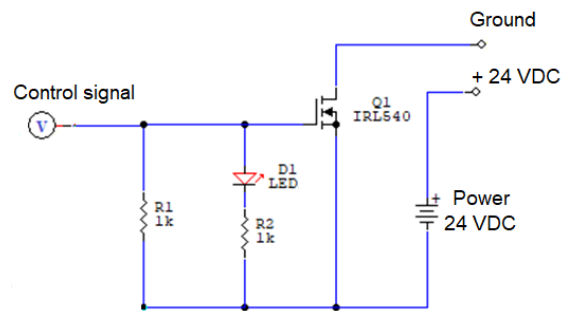 Ground
+ 24 VDC
Control signal
V
Q1
IRL540
D1
LED
R1
1k
R2
1k
+
Power
24 VDC